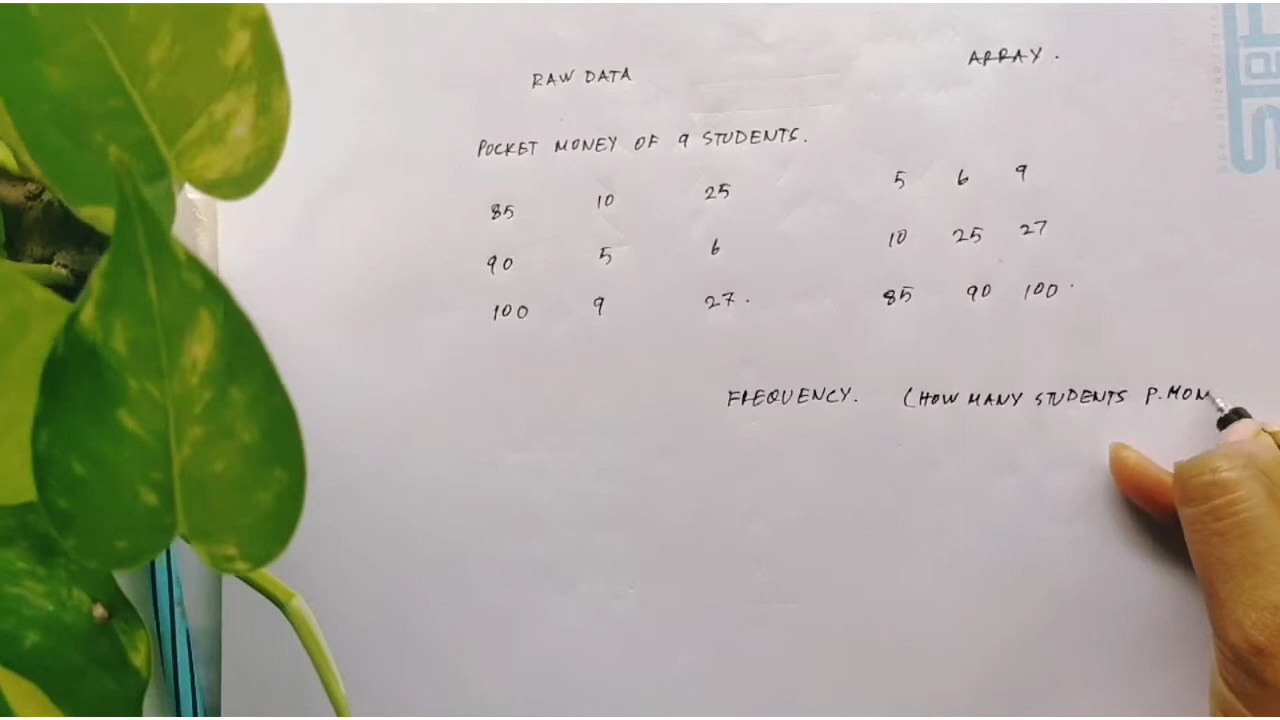 RAW DATA
ARRAY.
POCKET MONEY OF 9 STUDENTS.
85 10 25
90 5 6
100 9 27.
5 6 9
10 25 27
85 90 100.
FREQUENCY. (HOW MANY STUDENTS P.MON